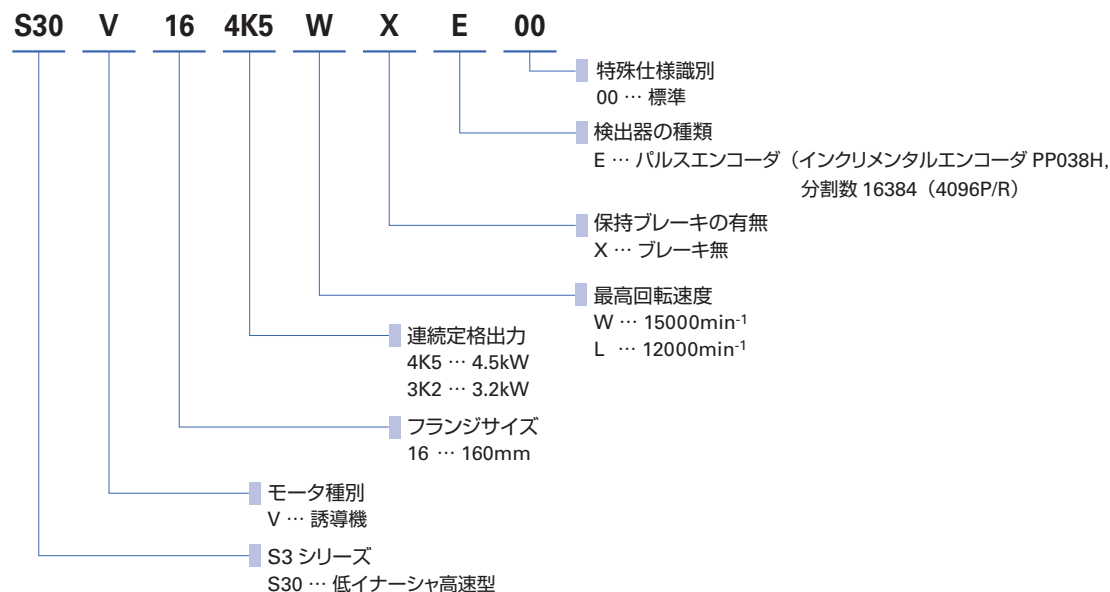 S30 V 16 4K5 W X E 00
特殊仕様識別
00 … 標準
検出器の種類
E … パルスエンコーダ（インクリメンタルエンコーダ PP038H,
分割数 16384（4096P/R）
保持ブレーキの有無
X … ブレーキ無
最高回転速度
W … 15000min-1
L … 12000min-1
連続定格出力
4K5 … 4.5kW
3K2 … 3.2kW
フランジサイズ
16 … 160mm
モータ種別
V … 誘導機
S3 シリーズ
S30 … 低イナーシャ高速型